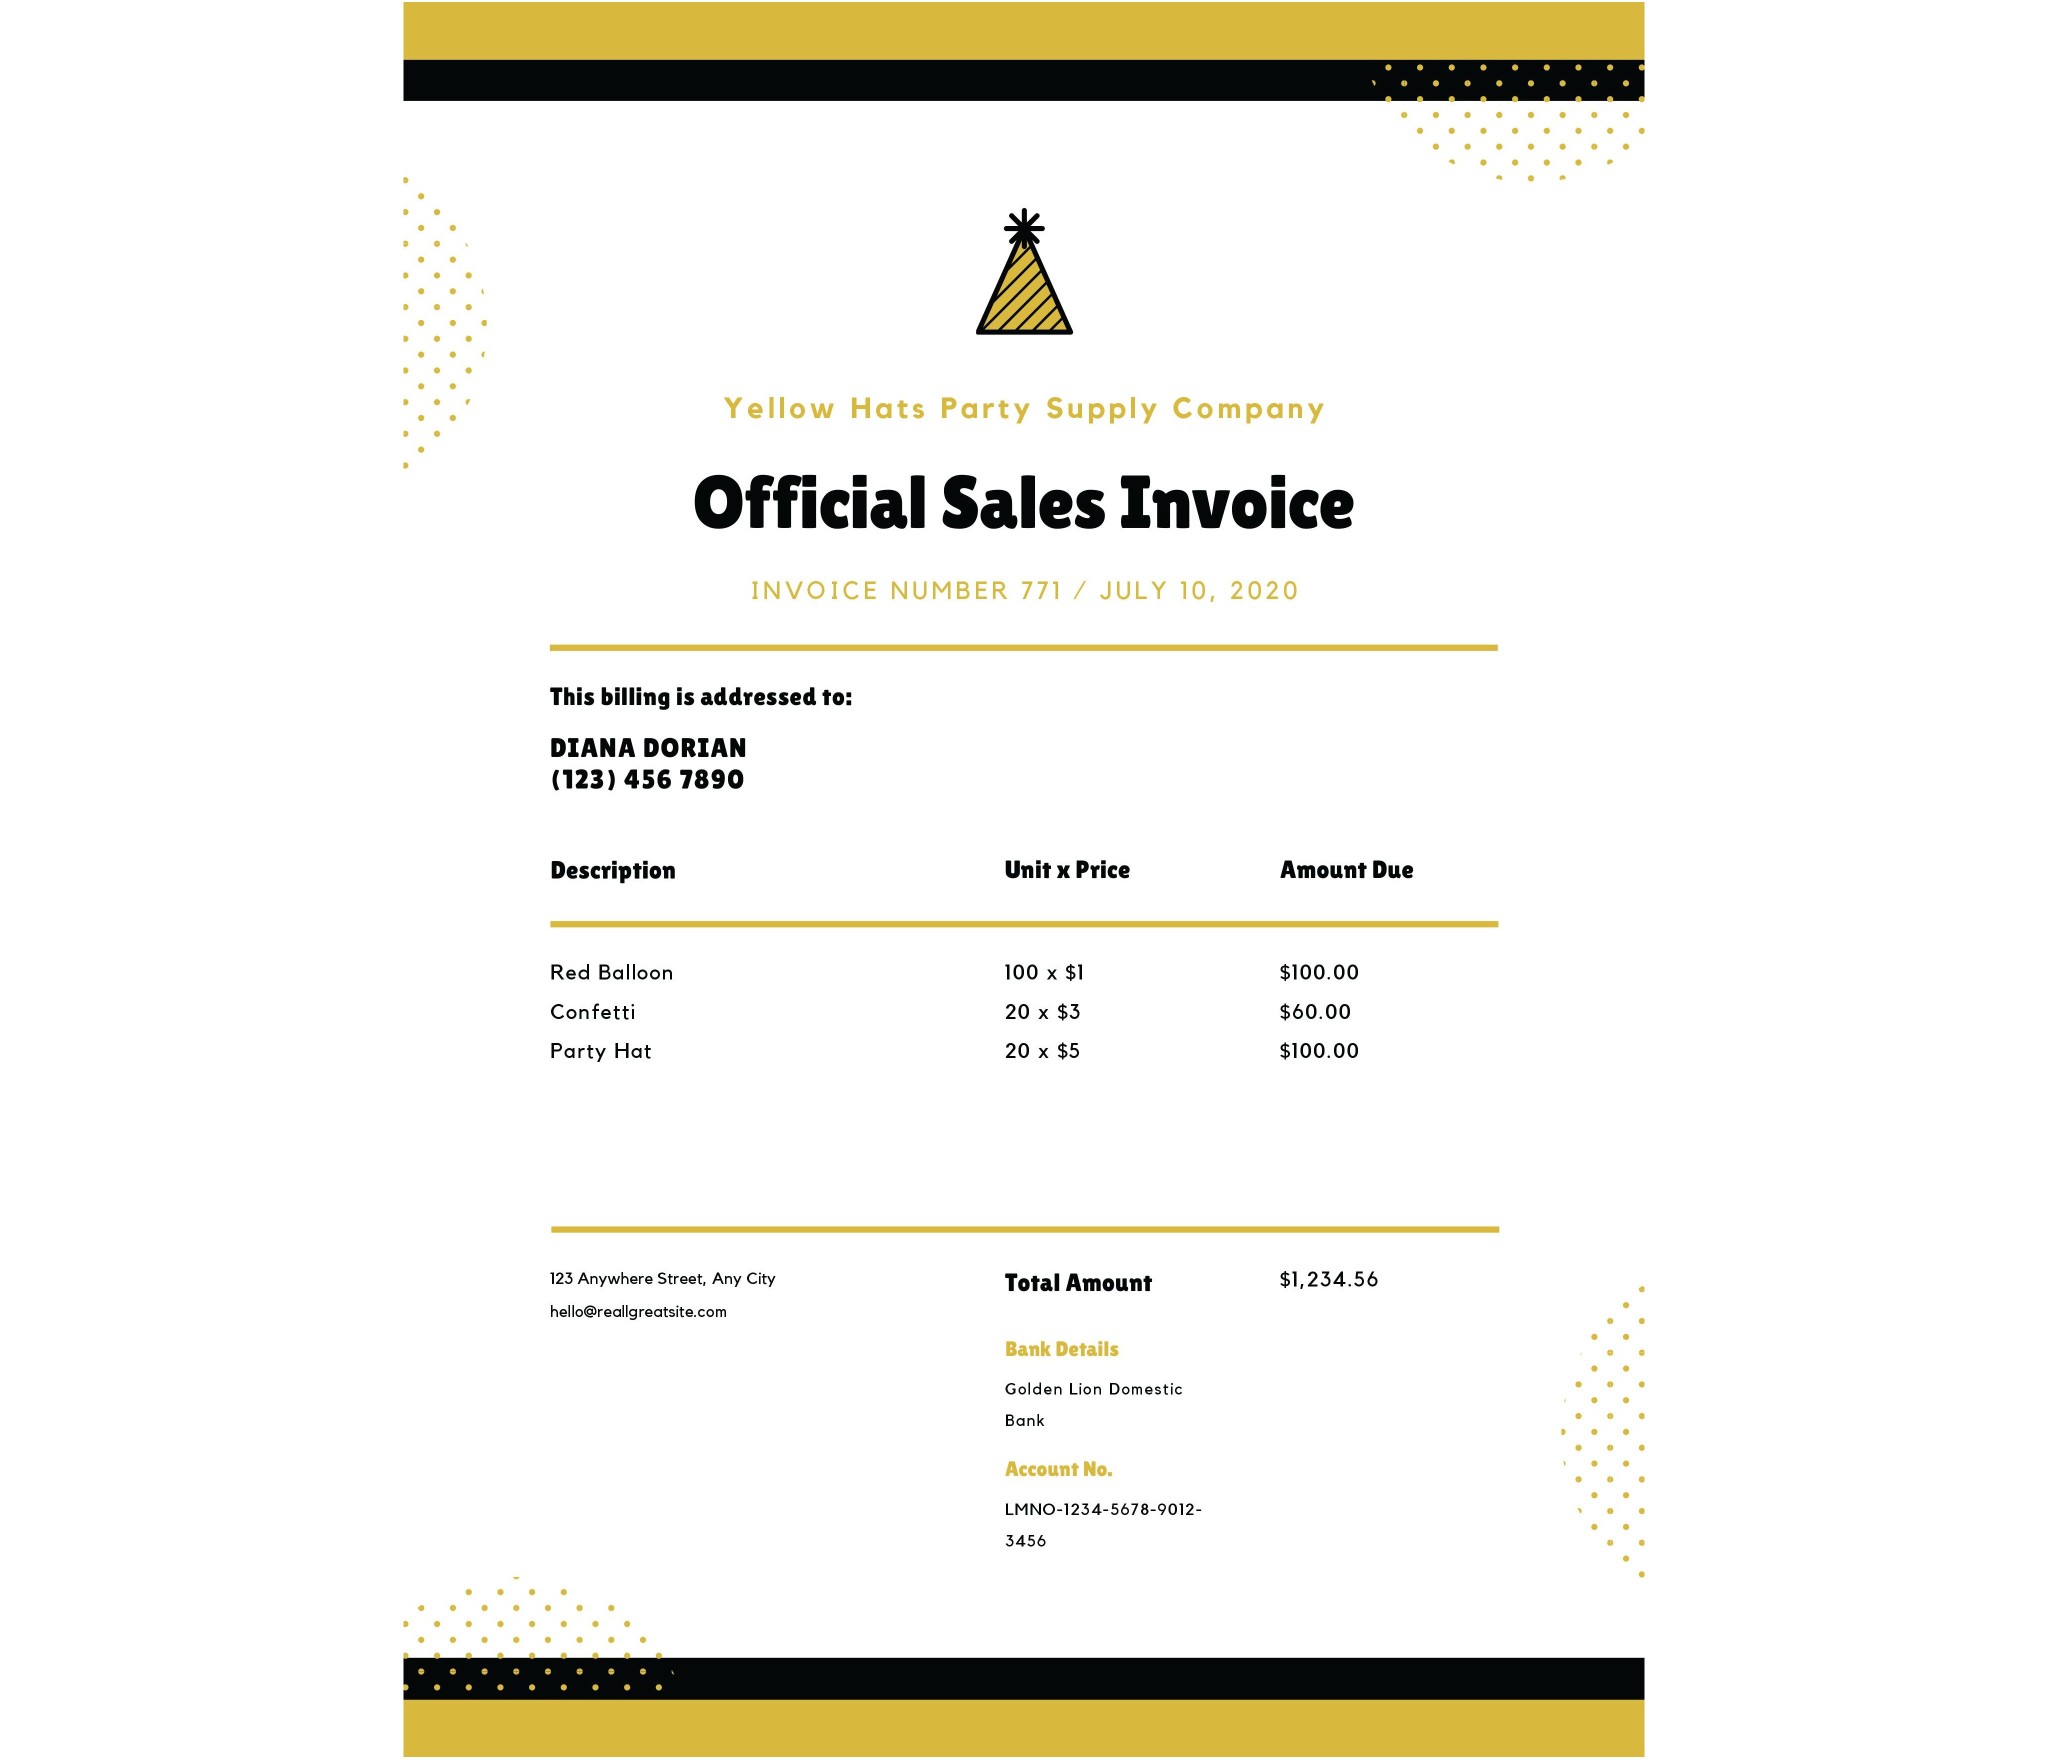 Yellow Hats Party Supply Company
Official Sales Invoice
INVOICE NUMBER 771 / JULY 10, 2020
This billing is addressed to:
DIANA DORIAN
(123) 456 7890
Description Unit x Price Amount Due
Red Balloon 100 x $1 $100.00
Confetti 20 x $3 $60.00
Party Hat 20 x $5 $100.00
123 Anywhere Street, Any City
hello@reallgreatsite.com
Total Amount $1,234.56
Bank Details
Golden Lion Domestic
Bank
Account No.
LMNO-1234-5678-9012-
3456